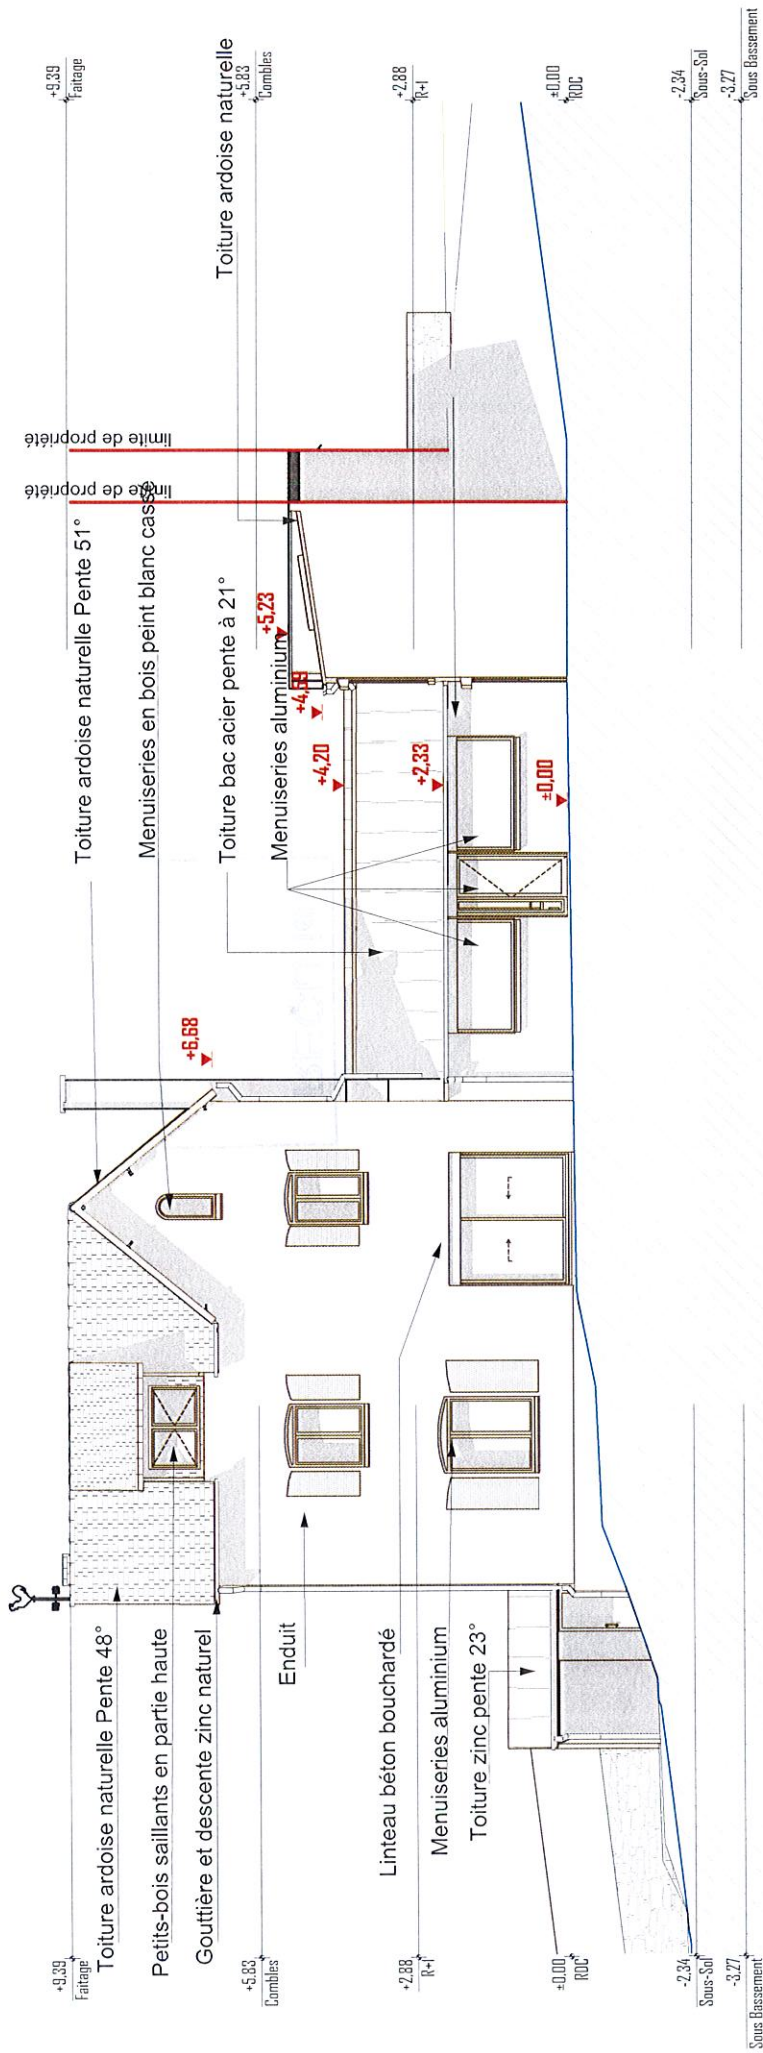 +9,39
Faitage
+5,83
Combles
+2,88
R+1
±0,00
RDC
-2,34
Sous-Sol
-3,27
Sous Bassement
Toiture ardoise naturelle Pente 48°
Petits-bois saillants en partie haute
Gouttière et descente zinc naturel
Enduit
Linteau béton bouchardé
Menuiseries aluminium
Toiture zinc pente 23°
+6,68
Toiture ardoise naturelle Pente 51°
Menuiseries en bois peint blanc cassé
Toiture bac acier pente à 21°
Menuiseries aluminium
+4,20
+2,33
±0,00
+4,59
+5,23
limite de propriété
limite de propriété
Toiture ardoise naturelle
+9,39
Faitage
+5,83
Combles
+2,88
R+1
±0,00
RDC
-2,34
Sous-Sol
-3,27
Sous Bassement